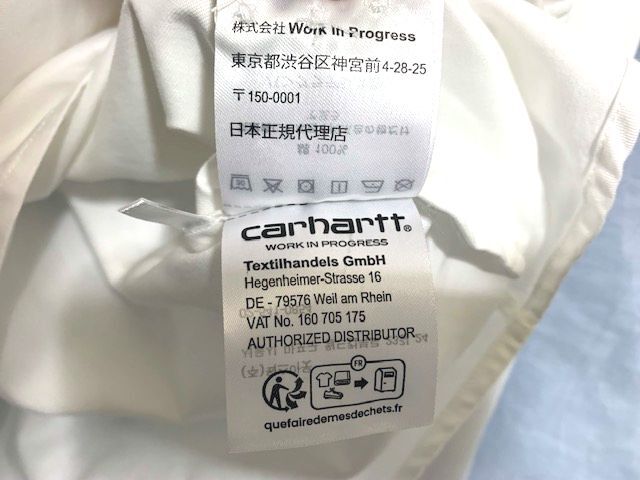 株式会社 Work In Progress
東京都渋谷区神宮前4-28-25
〒150-0001
日本正規代理店
綿 100%
carhartt®
WORK IN PROGRESS
Textilhandels GmbH
Hegenheimer-Strasse 16
DE - 79576 Weil am Rhein
VAT No. 160 705 175
AUTHORIZED DISTRIBUTOR
FR
quefairedemesdechets.fr